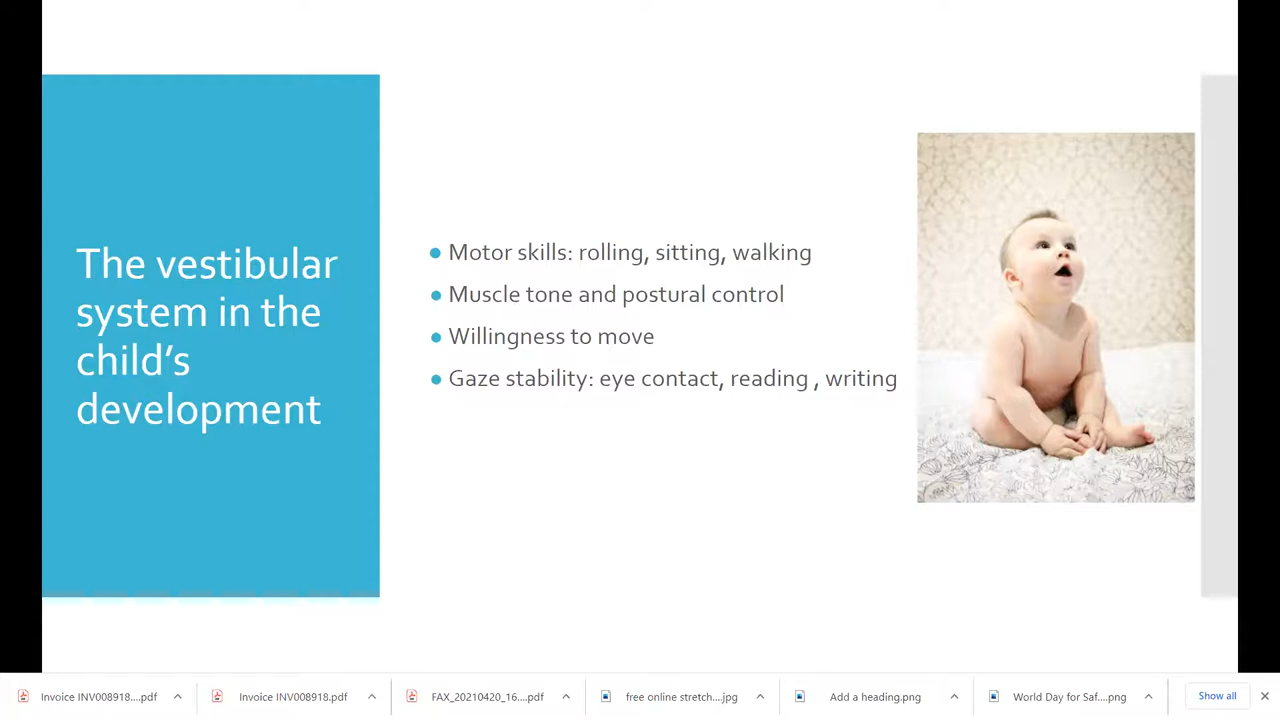 The vestibular
system in the
child's
development
Motor skills: rolling, sitting, walking
Muscle tone and postural control
Willingness to move
Gaze stability: eye contact, reading , writing
Invoice INV008918....pdf
Invoice INV008918.pdf
FAX_20210420_16....pdf
free online stretch....jpg
Add a heading.png
World Day for Saf....png
Show all